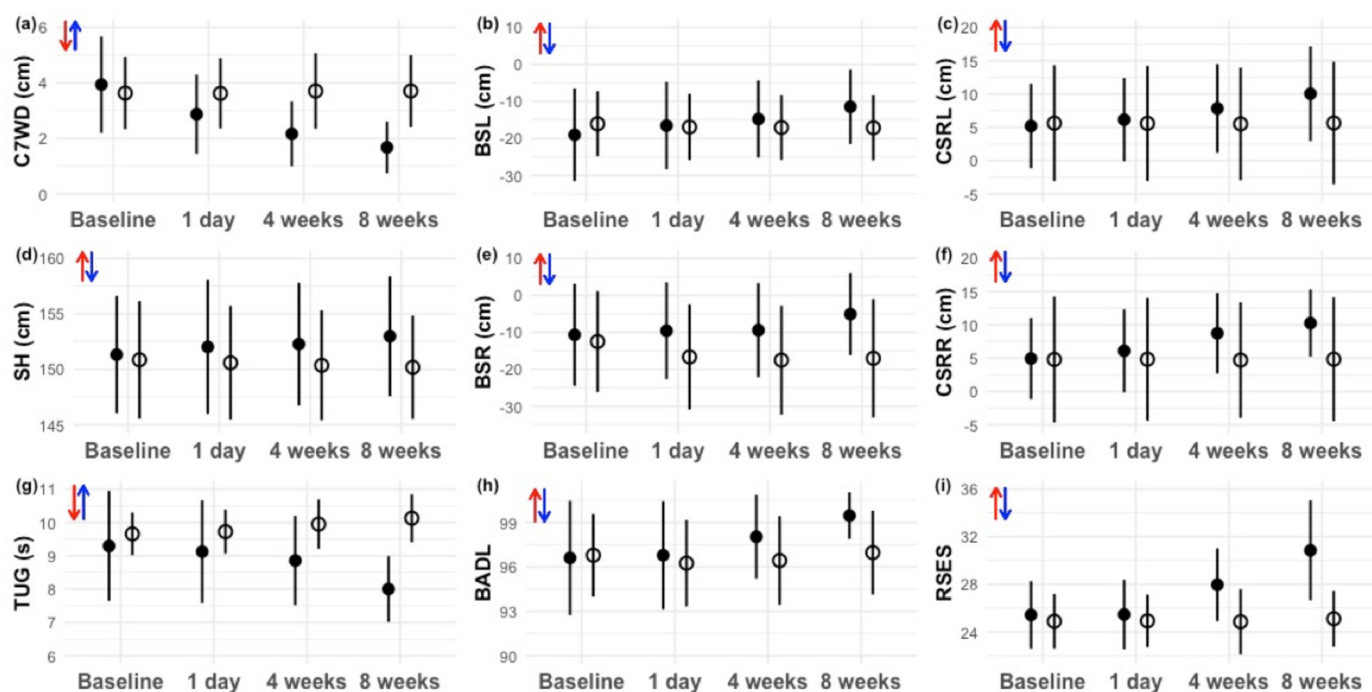 (a)
6
4
2
0
C7WD (cm)
Baseline 1 day 4 weeks 8 weeks
(b)
10
0
-10
-20
-30
BSL (cm)
Baseline 1 day 4 weeks 8 weeks
(c)
20
15
10
5
0
-5
CSRL (cm)
Baseline 1 day 4 weeks 8 weeks
(d)
160
155
150
145
SH (cm)
Baseline 1 day 4 weeks 8 weeks
(e)
10
0
-10
-20
-30
BSR (cm)
Baseline 1 day 4 weeks 8 weeks
(f)
20
15
10
5
0
-5
CSRR (cm)
Baseline 1 day 4 weeks 8 weeks
(g)
11
10
9
8
7
6
TUG (s)
Baseline 1 day 4 weeks 8 weeks
(h)
99
96
93
90
BADL
Baseline 1 day 4 weeks 8 weeks
(i)
36
32
28
24
RSES
Baseline 1 day 4 weeks 8 weeks